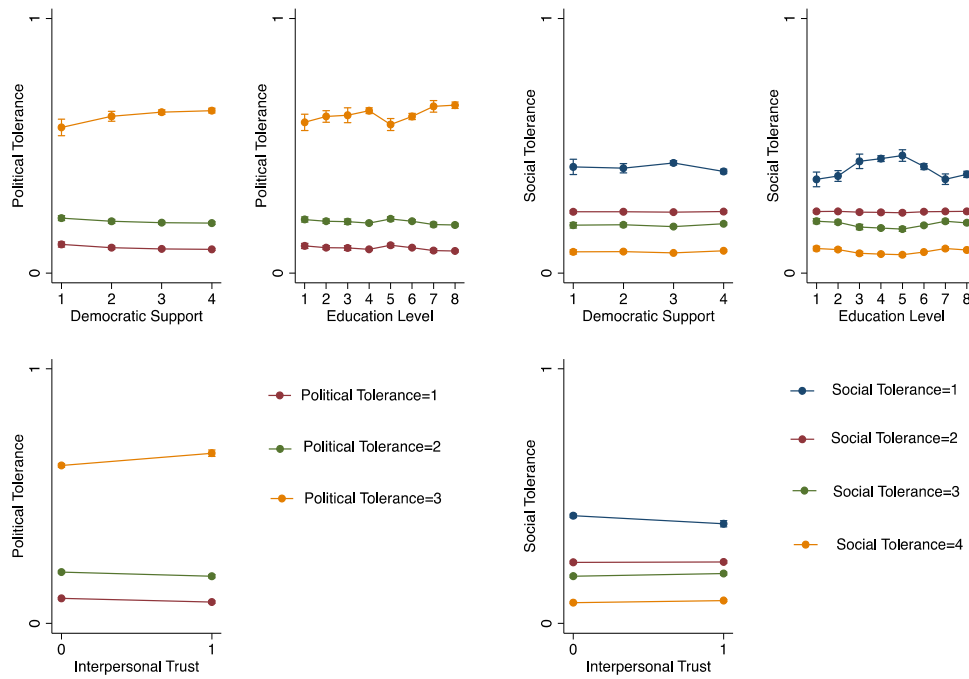 Political Tolerance
1
0
1 2 3 4
Democratic Support
Political Tolerance
1
0
1 2 3 4 5 6 7 8
Education Level
Social Tolerance
1
0
1 2 3 4
Democratic Support
Social Tolerance
1
0
1 2 3 4 5 6 7 8
Education Level
Political Tolerance
1
0
0 1
Interpersonal Trust
Political Tolerance=1
Political Tolerance=2
Political Tolerance=3
Social Tolerance
1
0
0 1
Interpersonal Trust
Social Tolerance=1
Social Tolerance=2
Social Tolerance=3
Social Tolerance=4